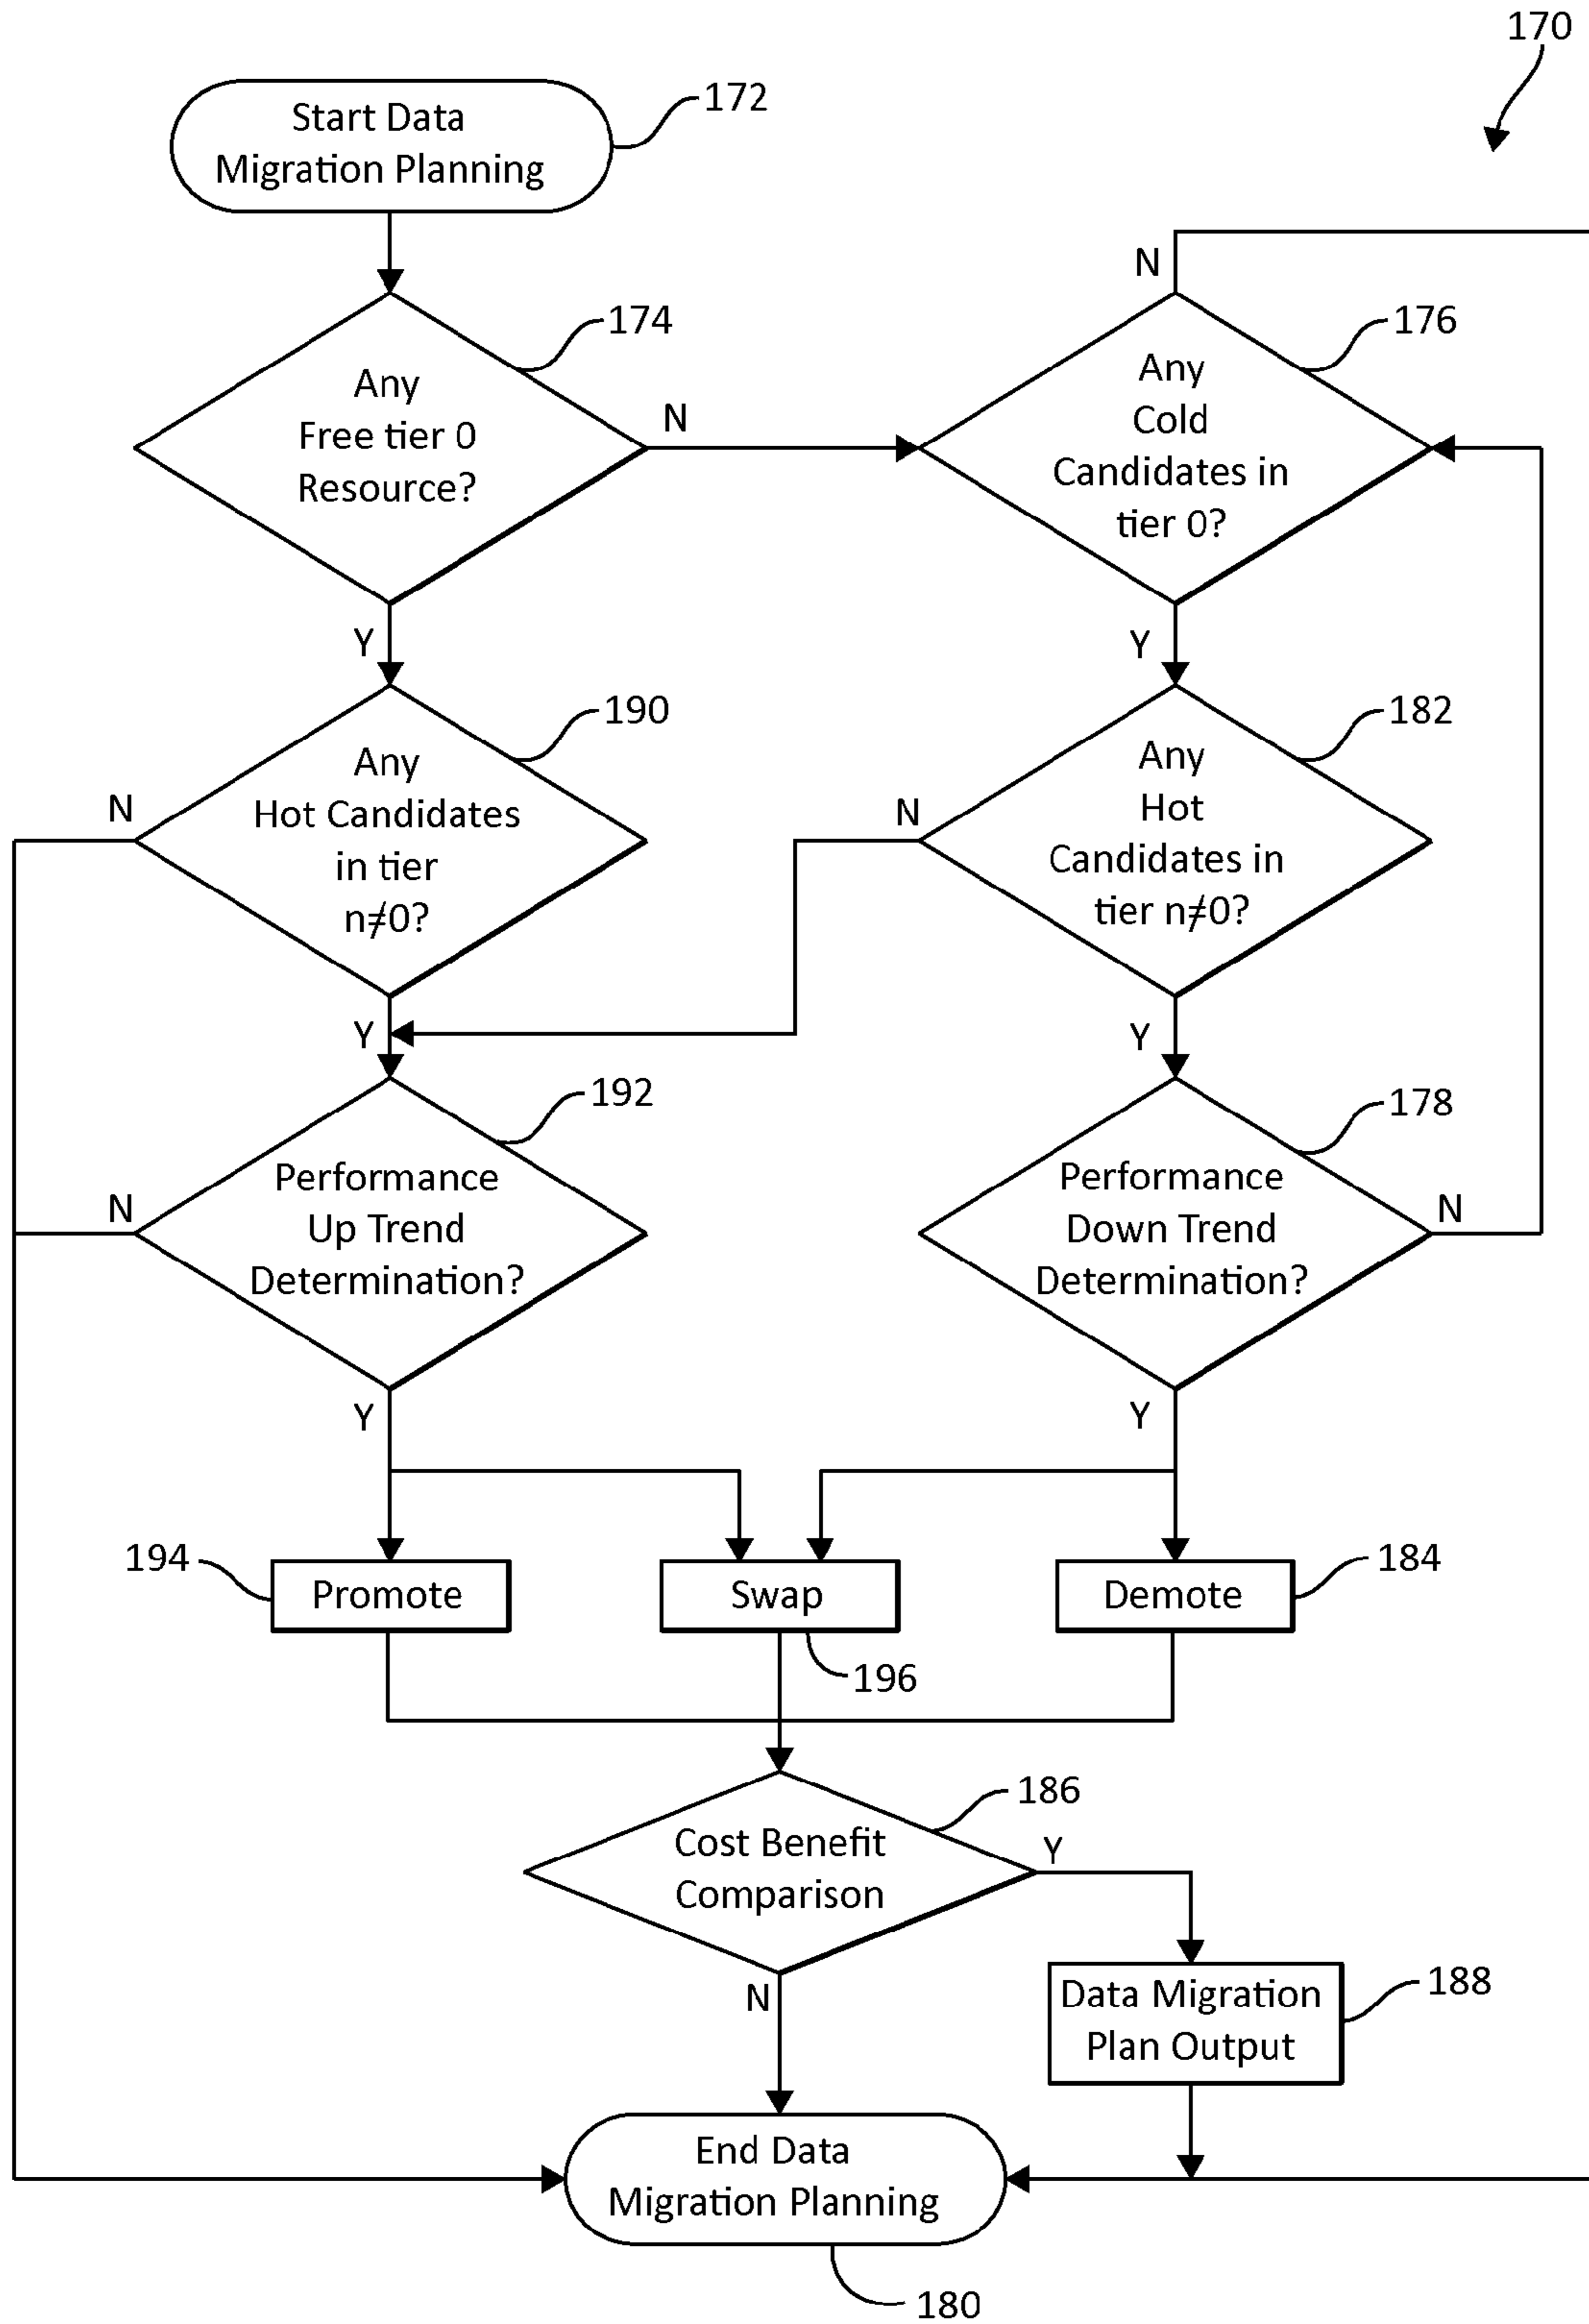 170
Start Data
Migration Planning
172
N
174
176
Any
Free tier 0
Resource?
N
Any
Cold
Candidates in
tier 0?
Y
Y
190
182
Any
Hot Candidates
in tier
n≠0?
N
Any
Hot
Candidates in
tier n≠0?
N
Y
Y
192
178
Performance
Up Trend
Determination?
N
Performance
Down Trend
Determination?
N
Y
Y
194
Promote
Swap
196
Demote
184
186
Cost Benefit
Comparison
Y
N
Data Migration
Plan Output
188
End Data
Migration Planning
180